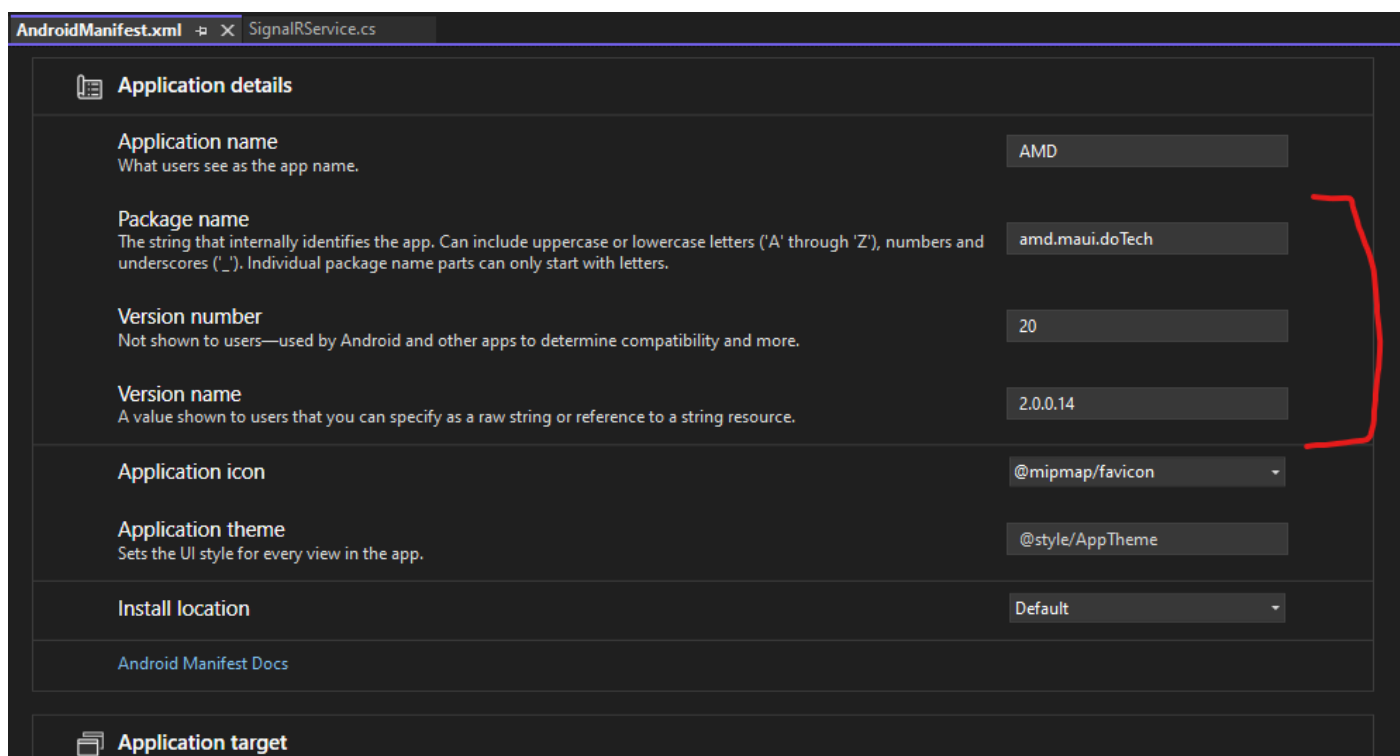 AndroidManifest.xml SignalRService.cs
Application details
Application name
What users see as the app name.
AMD
Package name
The string that internally identifies the app. Can include uppercase or lowercase letters ('A' through 'Z'), numbers and
underscores ('_'). Individual package name parts can only start with letters.
amd.maui.doTech
Version number
Not shown to users—used by Android and other apps to determine compatibility and more.
20
Version name
A value shown to users that you can specify as a raw string or reference to a string resource.
2.0.0.14
Application icon
@mipmap/favicon
Application theme
Sets the UI style for every view in the app.
@style/AppTheme
Install location
Default
Android Manifest Docs
Application target